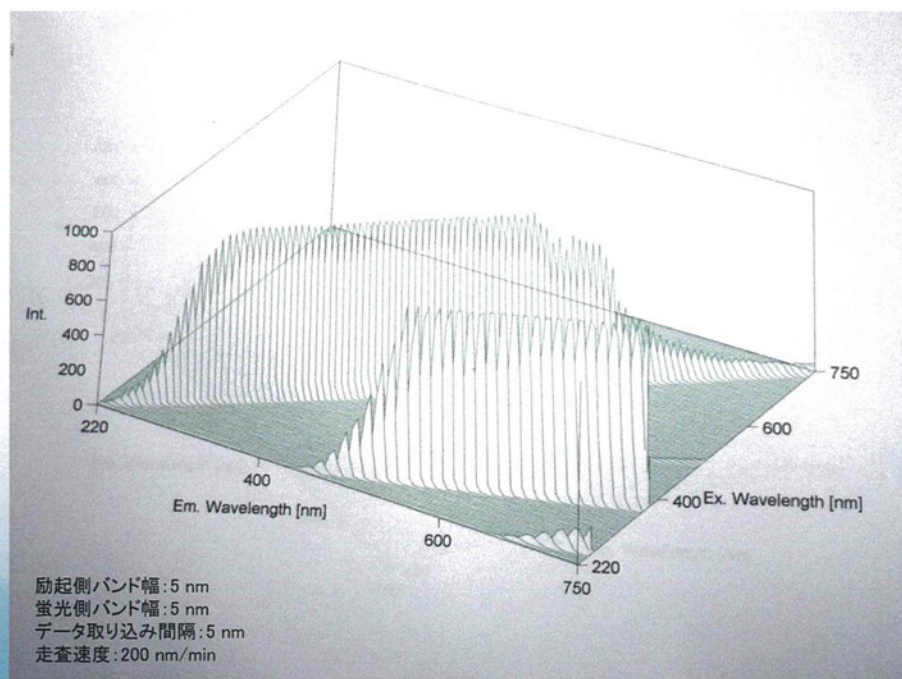 1000
800
600
Int.
400
200
0
220
400
Em. Wavelength [nm]
600
750
220
400
Ex. Wavelength [nm]
600
750
励起側バンド幅：5 nm
蛍光側バンド幅：5 nm
データ取り込み間隔：5 nm
走査速度：200 nm/min